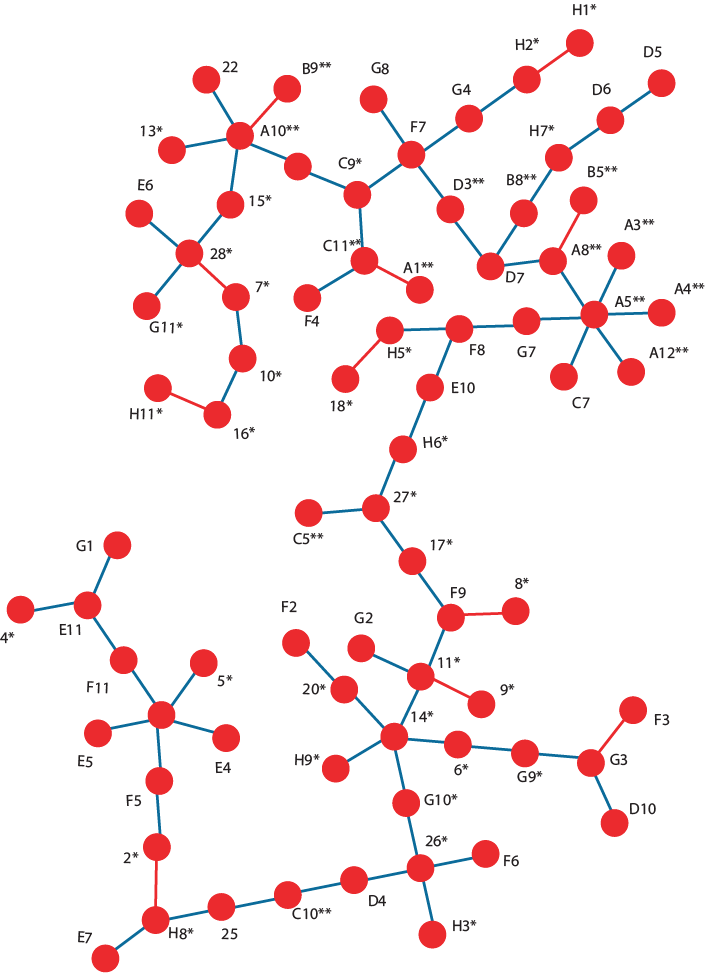 H1*
H2*
D5
22
B9**
G8
G4
D6
13*
A10**
F7
H7*
C9*
D3**
B8**
B5**
E6
15*
A3**
C11**
28*
A1**
D7
A8**
A4**
7*
G11*
F4
A5**
H5*
F8
G7
A12**
10*
18*
E10
C7
H11*
16*
H6*
27*
C5**
17*
G1
F9
8*
4*
E11
F2
G2
F11
5*
20*
11*
9*
14*
F3
E5
E4
H9*
6*
G9*
G3
F5
G10*
D10
2*
26*
F6
C10**
D4
E7
H8*
25
H3*